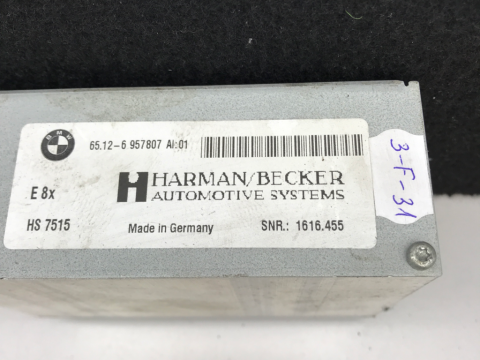 BMW
65.12-6 957807 AI:01
E 8x
HARMAN/BECKER
AUTOMOTIVE SYSTEMS
HS 7515
Made in Germany
SNR.: 1616.455
3-F-31